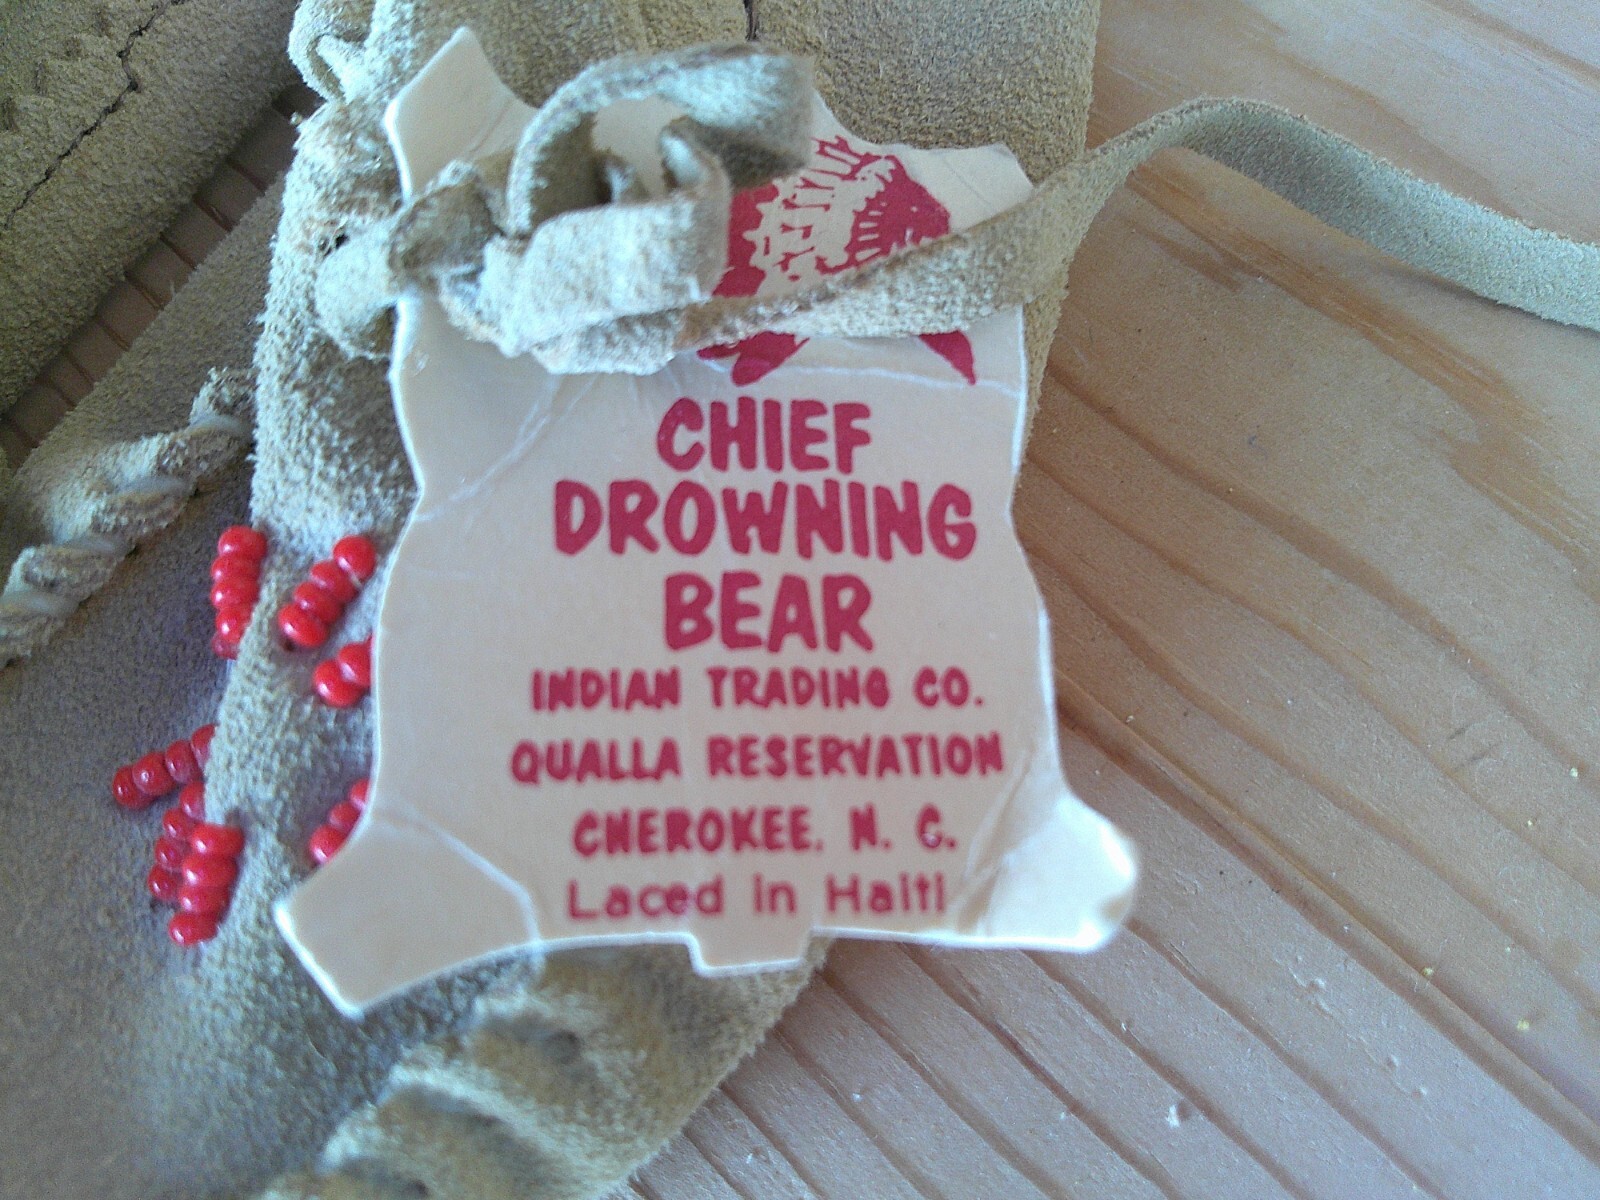 CHIEF
DROWNING
BEAR
INDIAN TRADING CO.
QUALLA RESERVATION
CHEROKEE, N. C.
Laced in Haiti